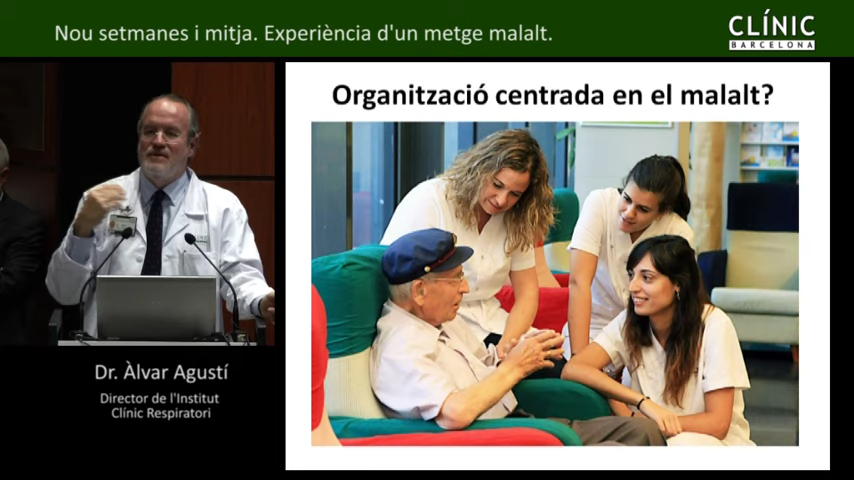 Nou setmanes i mitja. Experiència d'un metge malalt.
CLÍNIC
BARCELONA
Organització centrada en el malalt?
Dr. Àlvar Agustí
Director de l'Institut
Clínic Respiratori